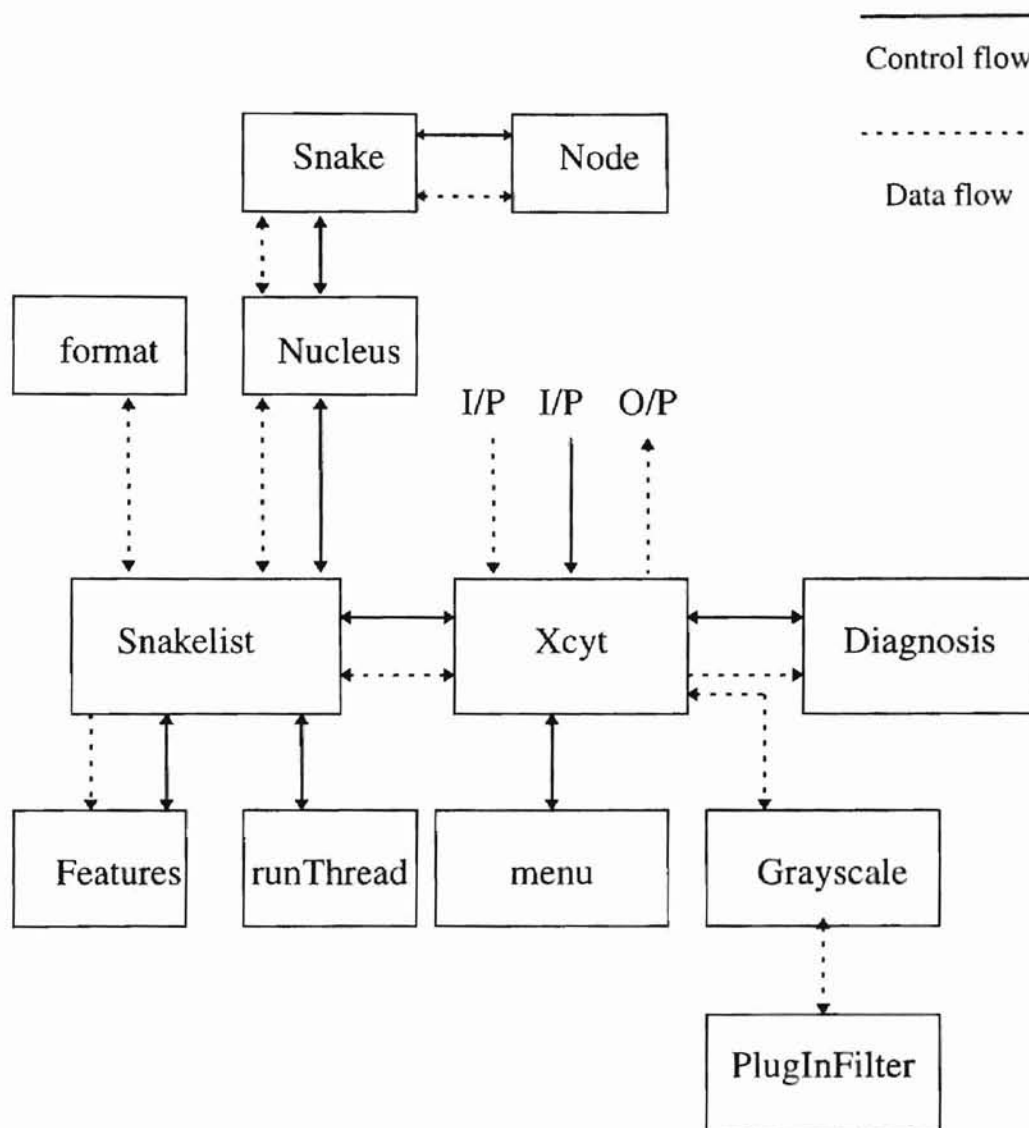 Control flow
Data flow
Snake
Node
format
Nucleus
I/P
I/P
O/P
Snakelist
Xcyt
Diagnosis
Features
runThread
menu
Grayscale
PlugInFilter